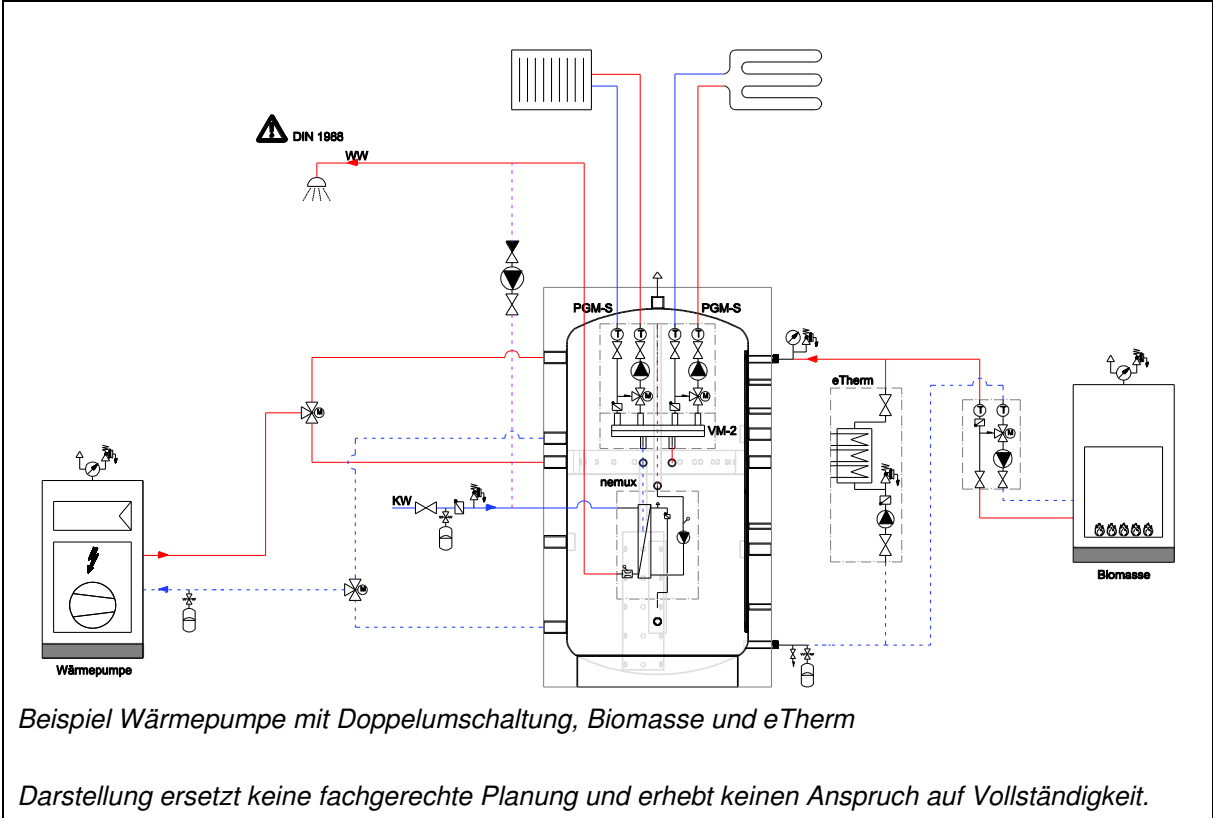 DIN 1988
WW
PGM-S
PGM-S
T
T
T
T
M
M
M
VM-2
nemux
KW
M
eTherm
T
T
M
Wärmepumpe
Biomasse
Beispiel Wärmepumpe mit Doppelumschaltung, Biomasse und eTherm
Darstellung ersetzt keine fachgerechte Planung und erhebt keinen Anspruch auf Vollständigkeit.